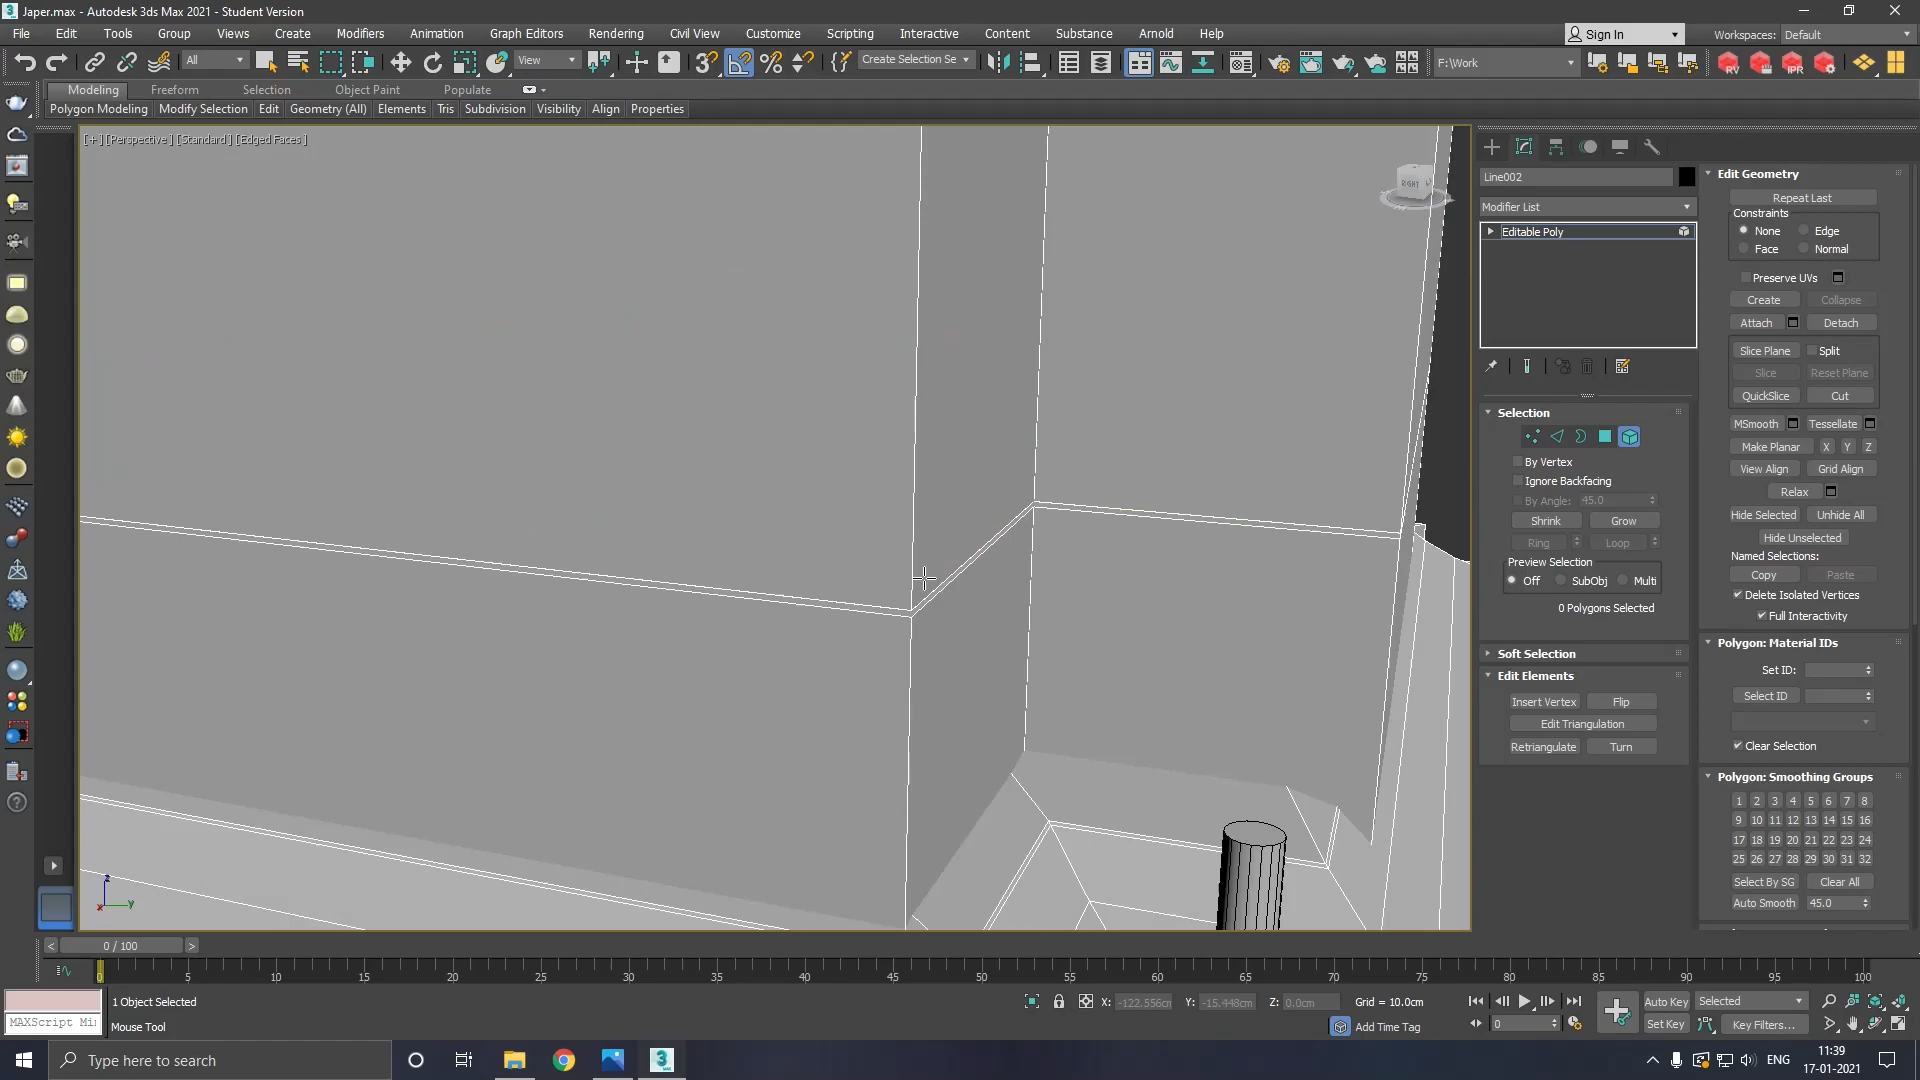 Japer.max - Autodesk 3ds Max 2021 - Student Version
File Edit Tools Group Views Create Modifiers Animation Graph Editors Rendering Civil View Customize Scripting Interactive Content Substance Arnold Help
Sign In Workspaces: Default
All View Create Selection Se F:\Work
Modeling Freeform Selection Object Paint Populate
Polygon Modeling Modify Selection Edit Geometry (All) Elements Tris Subdivision Visibility Align Properties
[+] [Perspective] [Standard] [Edged Faces]
RIGHT
Line002
Modifier List
Editable Poly
Selection
By Vertex
Ignore Backfacing
By Angle: 45.0
Shrink Grow
Ring Loop
Preview Selection
Off SubObj Multi
0 Polygons Selected
Soft Selection
Edit Elements
Insert Vertex Flip
Edit Triangulation
Retriangulate Turn
Edit Geometry
Repeat Last
Constraints
None Edge
Face Normal
Preserve UVs
Create Collapse
Attach Detach
Slice Plane Split
Slice Reset Plane
QuickSlice Cut
MSmooth Tessellate
Make Planar X Y Z
View Align Grid Align
Relax
Hide Selected Unhide All
Hide Unselected
Named Selections:
Copy Paste
Delete Isolated Vertices
Full Interactivity
Polygon: Material IDs
Set ID:
Select ID
Clear Selection
Polygon: Smoothing Groups
1 2 3 4 5 6 7 8
9 10 11 12 13 14 15 16
17 18 19 20 21 22 23 24
25 26 27 28 29 30 31 32
Select By SG Clear All
Auto Smooth 45.0
z
x y
< 0 / 100 >
0 5 10 15 20 25 30 35 40 45 50 55 60 65 70 75 80 85 90 95 100
1 Object Selected X: -122.556cm Y: -15.448cm Z: 0.0cm Grid = 10.0cm Auto Key Selected
MAXScript Mi Mouse Tool Add Time Tag 0 Set Key Key Filters...
Type here to search ENG 11:39
17-01-2021